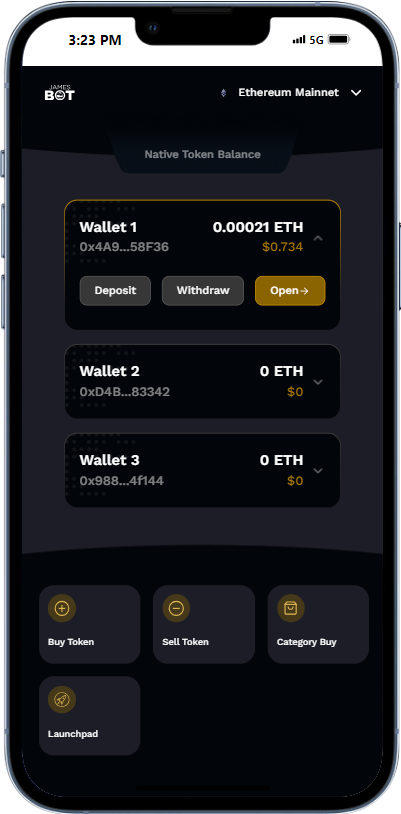 3:23 PM 5G
JAMES
BOT
Ethereum Mainnet
Native Token Balance
Wallet 1 0.00021 ETH
0x4A9...58F36 $0.734
Deposit Withdraw Open→
Wallet 2 0 ETH
0xD4B...83342 $0
Wallet 3 0 ETH
0x988...4f144 $0
Buy Token Sell Token Category Buy
Launchpad